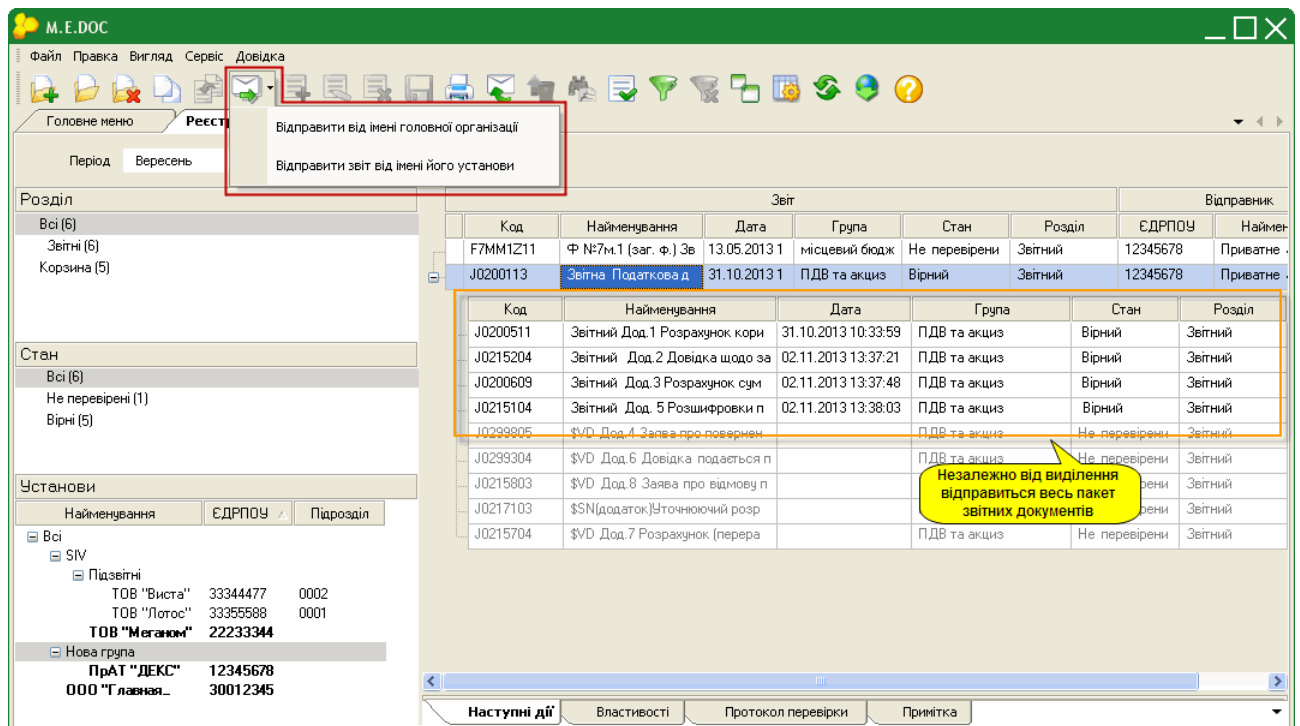 M.E.DOC
Файл Правка Вигляд Сервіс Довідка
Головне меню Реєстр
Відправити від імені головної організації
Період Вересень
Відправити звіт від імені його установи
Розділ
Всі (6)
Звітні (6)
Корзина (5)
Стан
Всі (6)
Не перевірені (1)
Вірні (5)
Установи
Найменування ЄДРПОУ Підрозділ
Всі
SIV
Підзвітні
ТОВ "Виста" 33344477 0002
ТОВ "Лотос" 33355588 0001
ТОВ "Меганом" 22233344
Нова група
ПрАТ "ДЕКС" 12345678
ООО "Главная_ 30012345
Звіт Відправник
Код Найменування Дата Група Стан Розділ ЄДРПОУ Наймен
F7MM1Z11 Ф №7м.1 (заг. ф.) Зв 13.05.2013 1 місцевий бюдж Не перевірени Звітний 12345678 Приватне
J0200113 Звітна Податкова д 31.10.2013 1 ПДВ та акциз Вірний Звітний 12345678 Приватне
Код Найменування Дата Група Стан Розділ
J0200511 Звітний Дод.1 Розрахунок кори 31.10.2013 10:33:59 ПДВ та акциз Вірний Звітний
J0215204 Звітний Дод.2 Довідка щодо за 02.11.2013 13:37:21 ПДВ та акциз Вірний Звітний
J0200609 Звітний Дод.3 Розрахунок сум 02.11.2013 13:37:48 ПДВ та акциз Вірний Звітний
J0215104 Звітний Дод. 5 Розшифровки п 02.11.2013 13:38:03 ПДВ та акциз Вірний Звітний
J0299805 $VD Дод.4 Заява про повернен ПДВ та акциз Не перевірени Звітний
J0299304 $VD Дод.6 Довідка подається п ПДВ та акциз Не перевірени Звітний
J0215803 $VD Дод.8 Заява про відмову п рени Звітний
J0217103 $SN(додаток)Уточнюючий розр рени Звітний
J0215704 $VD Дод.7 Розрахунок (перера ПДВ та акциз Не перевірени Звітний
Незалежно від виділення
відправиться весь пакет
звітних документів
Наступні дії Властивості Протокол перевірки Примітка